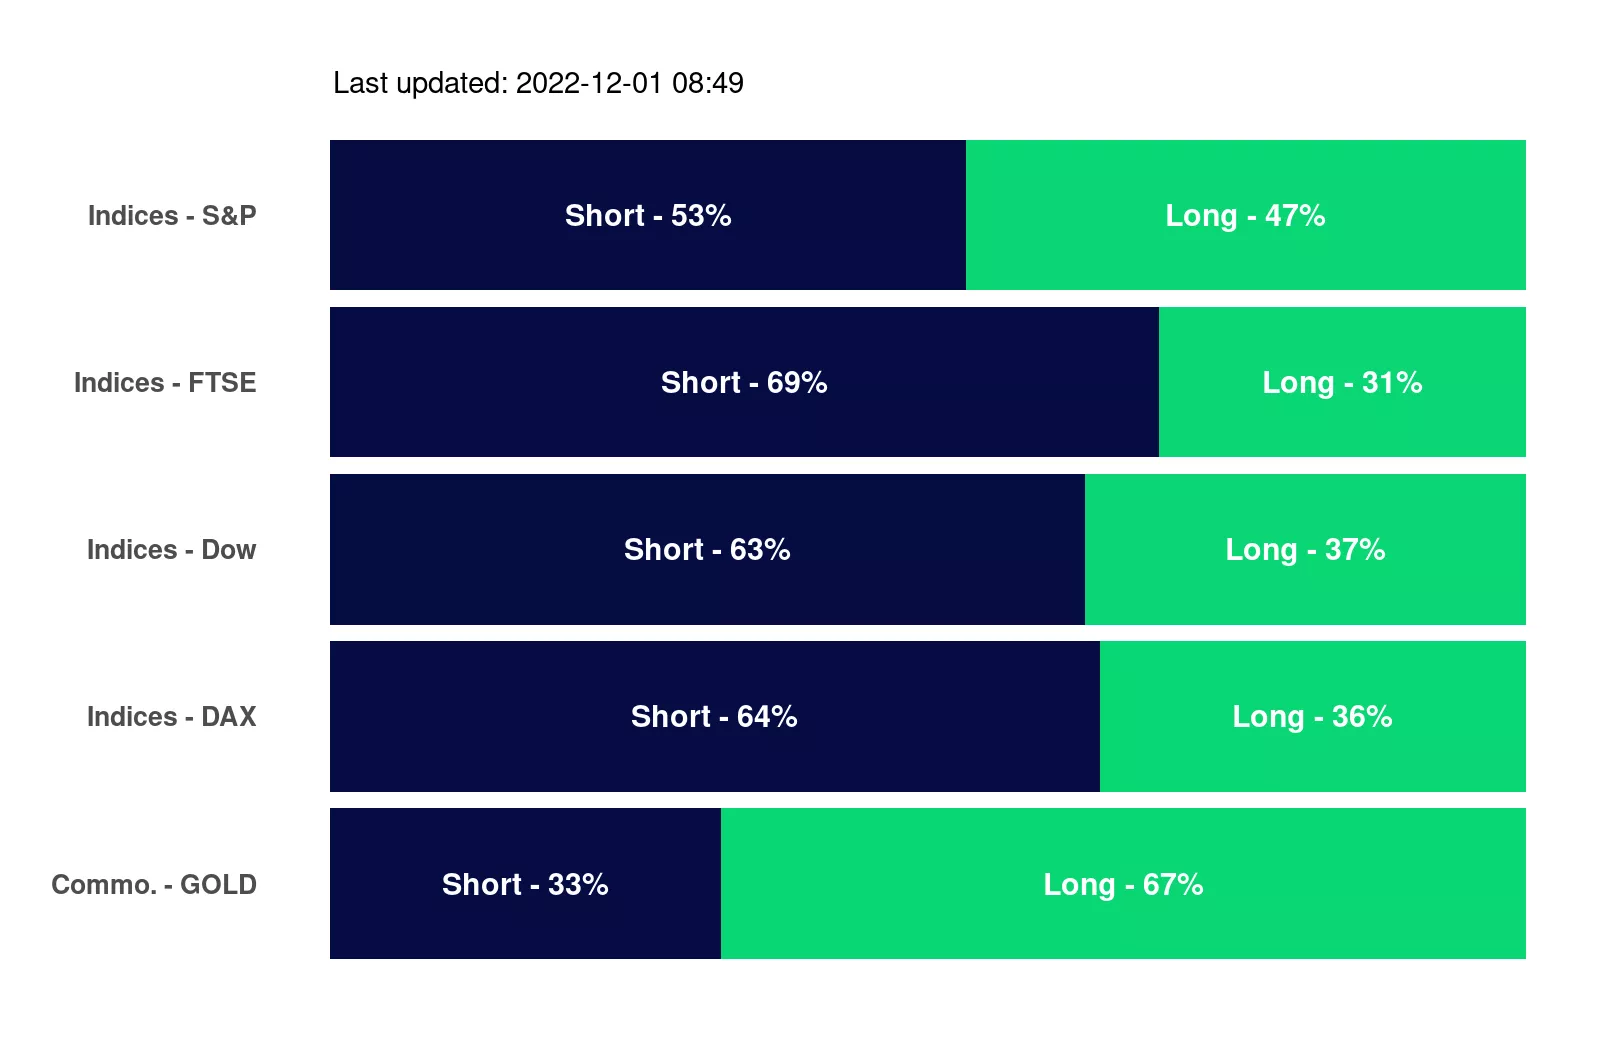 Last updated: 2022-12-01 08:49
Indices - S&P Short - 53% Long - 47%
Indices - FTSE Short - 69% Long - 31%
Indices - Dow Short - 63% Long - 37%
Indices - DAX Short - 64% Long - 36%
Commo. - GOLD Short - 33% Long - 67%